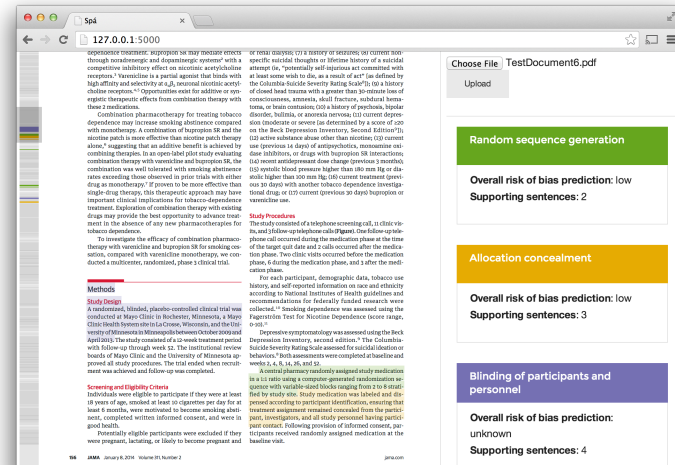 Spá
127.0.0.1:5000
dependence treatment. Bupropion SR may mediate effects
through noradrenergic and dopaminergic systems³ with a
competitive inhibitory effect on nicotinic acetylcholine
receptors.³ Varenicline is a partial agonist that binds with
high affinity and selectivity at α₄β₂ neuronal nicotinic acetyl-
choline receptors.⁴,⁵ Opportunities exist for additive or syn-
ergistic therapeutic effects from combination therapy with
these 2 medications.
Combination pharmacotherapy for treating tobacco
dependence may increase smoking abstinence compared
with monotherapy. A combination of bupropion SR and the
nicotine patch is more effective than nicotine patch therapy
alone,⁶ suggesting that an additive benefit is achieved by
combining therapies. In an open-label pilot study evaluating
combination therapy with varenicline and bupropion SR, the
combination was well tolerated with smoking abstinence
rates exceeding those observed in prior trials with either
drug as monotherapy.⁷ If proven to be more effective than
single-drug therapy, this therapeutic approach may have
important clinical implications for tobacco-dependence
treatment. Exploration of combination therapy with existing
drugs may provide the best opportunity to advance treat-
ment in the absence of any new pharmacotherapies for
tobacco dependence.
To investigate the efficacy of combination pharmaco-
therapy with varenicline and bupropion SR for smoking ces-
sation, compared with varenicline monotherapy, we con-
ducted a multicenter, randomized, phase 3 clinical trial.
Methods
Study Design
A randomized, blinded, placebo-controlled clinical trial was
conducted at Mayo Clinic in Rochester, Minnesota, a Mayo
Clinic Health System site in La Crosse, Wisconsin, and the Uni-
versity of Minnesota in Minneapolis between October 2009 and
April 2013. The study consisted of a 12-week treatment period
with follow-up through week 52. The institutional review
boards of Mayo Clinic and the University of Minnesota ap-
proved all study procedures. The trial ended when recruit-
ment was achieved and follow-up was completed.
Screening and Eligibility Criteria
Individuals were eligible to participate if they were at least
18 years of age, smoked at least 10 cigarettes per day for at
least 6 months, were motivated to become smoking absti-
nent, completed written informed consent, and were in
good health.
Potentially eligible participants were excluded if they
were pregnant, lactating, or likely to become pregnant and
or renal dialysis; (7) a history of seizures; (8) current non-
specific suicidal thoughts or lifetime history of a suicidal
attempt (ie, "potentially self-injurious act committed with
at least some wish to die, as a result of act" [as defined by
the Columbia-Suicide Severity Rating Scale⁸]); (9) a history
of closed head trauma with a greater than 30-minute loss of
consciousness, amnesia, skull fracture, subdural hema-
toma, or brain contusion; (10) a history of psychosis, bipolar
disorder, bulimia, or anorexia nervosa; (11) current depres-
sion (moderate or severe [as determined by a score of ≥20
on the Beck Depression Inventory, Second Edition⁹]);
(12) active substance abuse other than nicotine; (13) current
use (previous 14 days) of antipsychotics, monoamine oxi-
dase inhibitors, or drugs with bupropion SR interactions;
(14) recent antidepressant dose change (previous 3 months);
(15) systolic blood pressure higher than 180 mm Hg or dia-
stolic higher than 100 mm Hg; (16) current treatment (previ-
ous 30 days) with another tobacco dependence investiga-
tional drug; or (17) current (previous 30 days) bupropion or
varenicline use.
Study Procedures
The study consisted of a telephone screening call, 11 clinic vis-
its, and 3 follow-up telephone calls (Figure). One follow-up tele-
phone call occurred during the medication phase at the time
of the target quit date and 2 calls occurred after the medica-
tion phase. Two clinic visits occurred before the medication
phase, 6 during the medication phase, and 3 after the medi-
cation phase.
For each participant, demographic data, tobacco use
history, and self-reported information on race and ethnicity
according to National Institutes of Health guidelines and
recommendations for federally funded research were
collected.¹⁰ Smoking dependence was assessed using the
Fagerström Test for Nicotine Dependence (score range,
0-10).¹¹
Depressive symptomatology was assessed using the Beck
Depression Inventory, second edition.⁹ The Columbia-
Suicide Severity Rating Scale assessed for suicidal ideation or
behaviors.⁸ Both assessments were completed at baseline and
weeks 2, 4, 8, 14, 26, and 52.
A central pharmacy randomly assigned study medication
in a 1:1 ratio using a computer-generated randomization se-
quence with variable-sized blocks ranging from 2 to 8 strati-
fied by study site. Study medication was labeled and dis-
pensed according to participant identification, ensuring that
treatment assignment remained concealed from the partici-
pant, investigators, and all study personnel having partici-
pant contact. Following provision of informed consent, par-
ticipants received randomly assigned medication at the
baseline visit.
156 JAMA January 8, 2014 Volume 311, Number 2
jama.com
Choose File TestDocument6.pdf
Upload
Random sequence generation
Overall risk of bias prediction: low
Supporting sentences: 2
Allocation concealment
Overall risk of bias prediction: low
Supporting sentences: 3
Blinding of participants and
personnel
Overall risk of bias prediction:
unknown
Supporting sentences: 4